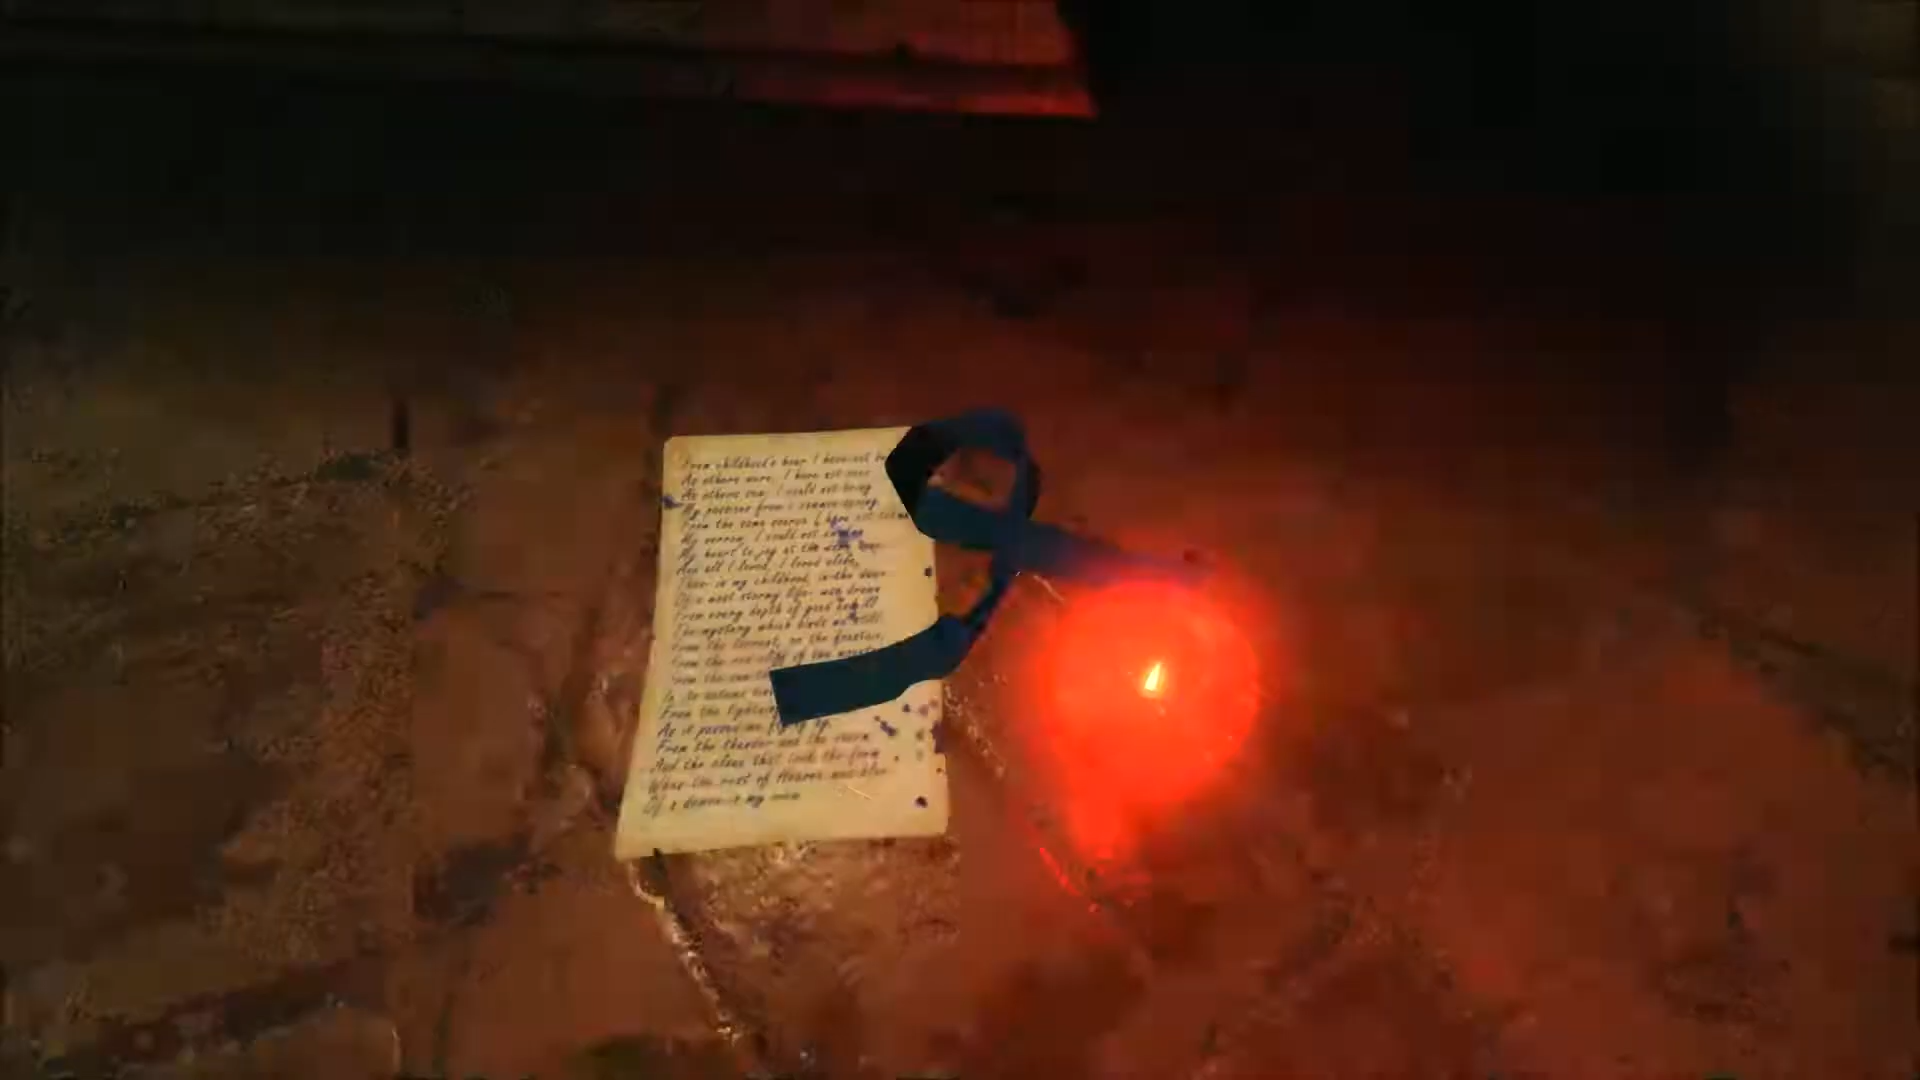 From childhood's hour I have not be
As others were; I have not seen
As others saw; I could not bring
My passions from a common spring.
From the same source I have not taken
My sorrow; I could not
My heart to joy at the same tone;
And all I loved, I loved alone.
Then- in my childhood, in the dawn
Of a most stormy life- was drawn
From every depth of good and ill
The mystery which binds me still:
From the torrent, or the fountain,
From the red cliff of the mountain
From the sun th
In its autumn tint
From the lightning
As it passed me flying by,
From the thunder and the storm
And the cloud that took the form
When the rest of Heaven was blue
Of a demon in my view